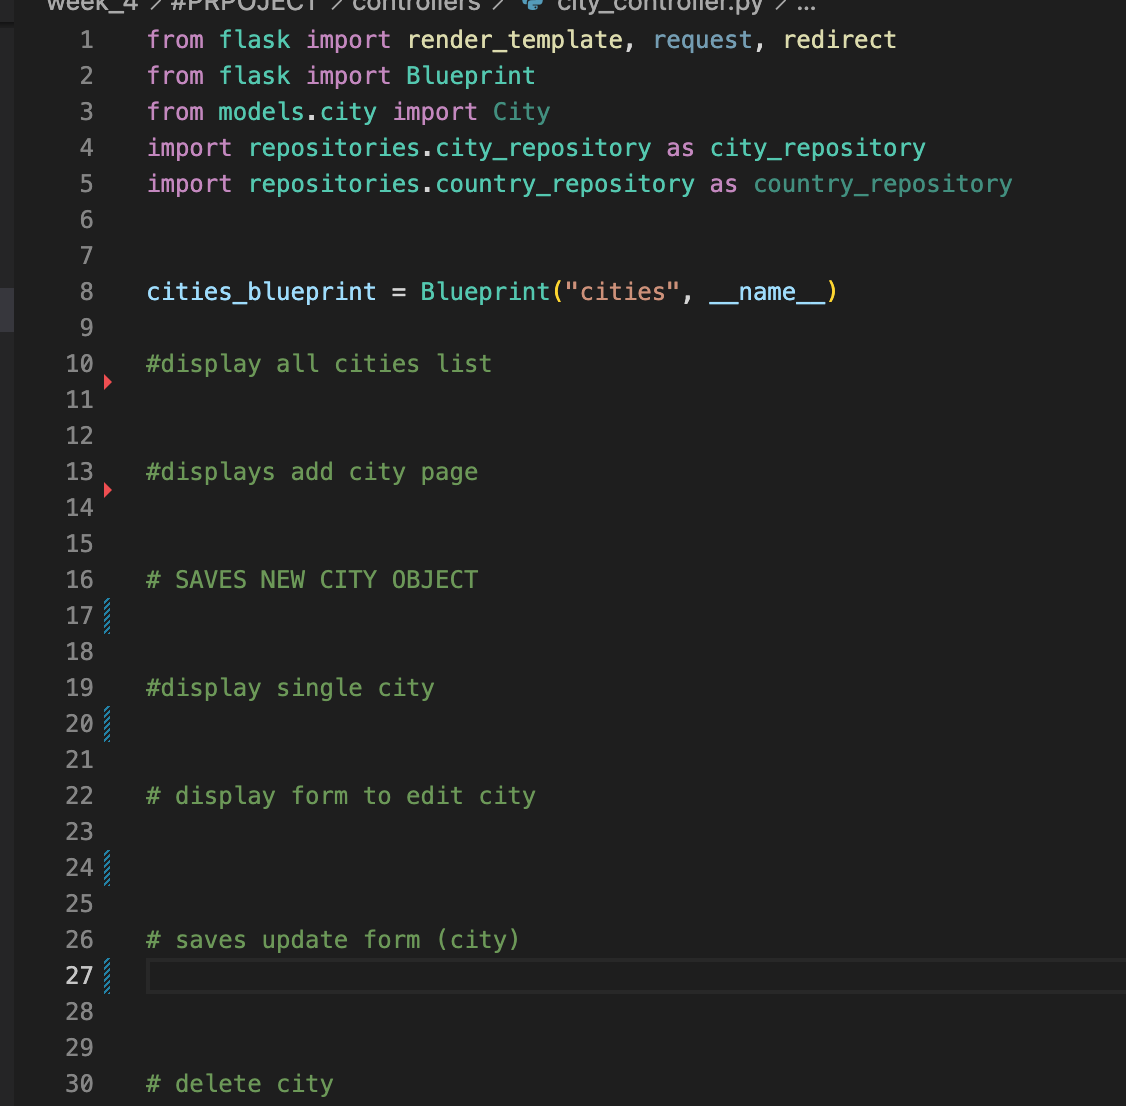 week_4 > #PRPOJECT > controllers > city_controller.py > ...
1 from flask import render_template, request, redirect
2 from flask import Blueprint
3 from models.city import City
4 import repositories.city_repository as city_repository
5 import repositories.country_repository as country_repository
6
7
8 cities_blueprint = Blueprint("cities", __name__)
9
10 #display all cities list
11
12
13 #displays add city page
14
15
16 # SAVES NEW CITY OBJECT
17
18
19 #display single city
20
21
22 # display form to edit city
23
24
25
26 # saves update form (city)
27
28
29
30 # delete city